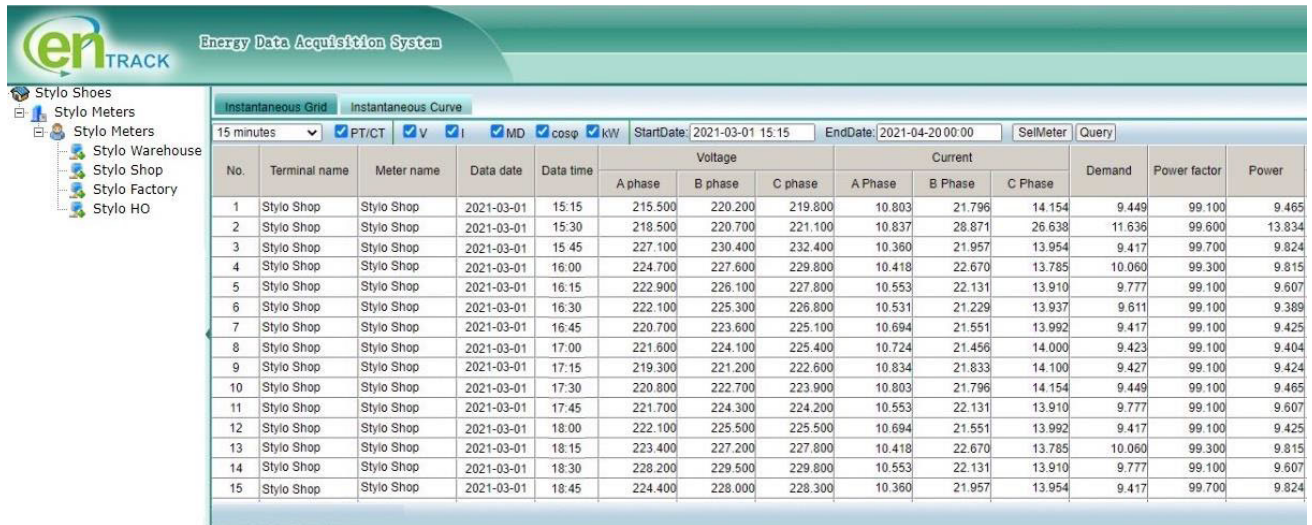 en TRACK
Energy Data Acquisition System
Stylo Shoes
Stylo Meters
Stylo Meters
Stylo Warehouse
Stylo Shop
Stylo Factory
Stylo HO
Instantaneous Grid Instantaneous Curve
15 minutes PT/CT V I MD cosφ kW StartDate: 2021-03-01 15:15 EndDate: 2021-04-20 00:00 SelMeter Query
No. Terminal name Meter name Data date Data time Voltage Current Demand Power factor Power
A phase B phase C phase A Phase B Phase C Phase
1 Stylo Shop Stylo Shop 2021-03-01 15:15 215.500 220.200 219.800 10.803 21.796 14.154 9.449 99.100 9.465
2 Stylo Shop Stylo Shop 2021-03-01 15:30 218.500 220.700 221.100 10.837 28.871 26.638 11.636 99.600 13.834
3 Stylo Shop Stylo Shop 2021-03-01 15 45 227.100 230.400 232.400 10.360 21.957 13.954 9.417 99.700 9.824
4 Stylo Shop Stylo Shop 2021-03-01 16:00 224.700 227.600 229.800 10.418 22.670 13.785 10.060 99.300 9.815
5 Stylo Shop Stylo Shop 2021-03-01 16:15 222.900 226.100 227.800 10.553 22.131 13.910 9.777 99.100 9.607
6 Stylo Shop Stylo Shop 2021-03-01 16:30 222.100 225.300 226.800 10.531 21.229 13.937 9.611 99.100 9.389
7 Stylo Shop Stylo Shop 2021-03-01 16:45 220.700 223.600 225.100 10.694 21.551 13.992 9.417 99.100 9.425
8 Stylo Shop Stylo Shop 2021-03-01 17:00 221.600 224.100 225.400 10.724 21.456 14.000 9.423 99.100 9.404
9 Stylo Shop Stylo Shop 2021-03-01 17:15 219.300 221.200 222.600 10.834 21.833 14.100 9.427 99.100 9.424
10 Stylo Shop Stylo Shop 2021-03-01 17:30 220.800 222.700 223.900 10.803 21.796 14.154 9.449 99.100 9.465
11 Stylo Shop Stylo Shop 2021-03-01 17:45 221.700 224.300 224.200 10.553 22.131 13.910 9.777 99.100 9.607
12 Stylo Shop Stylo Shop 2021-03-01 18:00 222.100 225.500 225.500 10.694 21.551 13.992 9.417 99.100 9.425
13 Stylo Shop Stylo Shop 2021-03-01 18:15 223.400 227.200 227.800 10.418 22.670 13.785 10.060 99.300 9.815
14 Stylo Shop Stylo Shop 2021-03-01 18:30 228.200 229.500 229.800 10.553 22.131 13.910 9.777 99.100 9.607
15 Stylo Shop Stylo Shop 2021-03-01 18:45 224.400 228.000 228.300 10.360 21.957 13.954 9.417 99.700 9.824